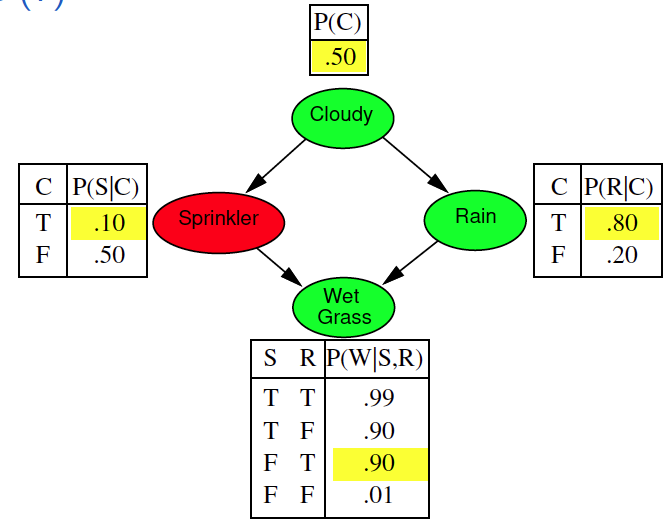 P(C)
.50
Cloudy
C P(S|C)
T .10
F .50
Sprinkler
Rain
C P(R|C)
T .80
F .20
Wet
Grass
S R P(W|S,R)
T T .99
T F .90
F T .90
F F .01